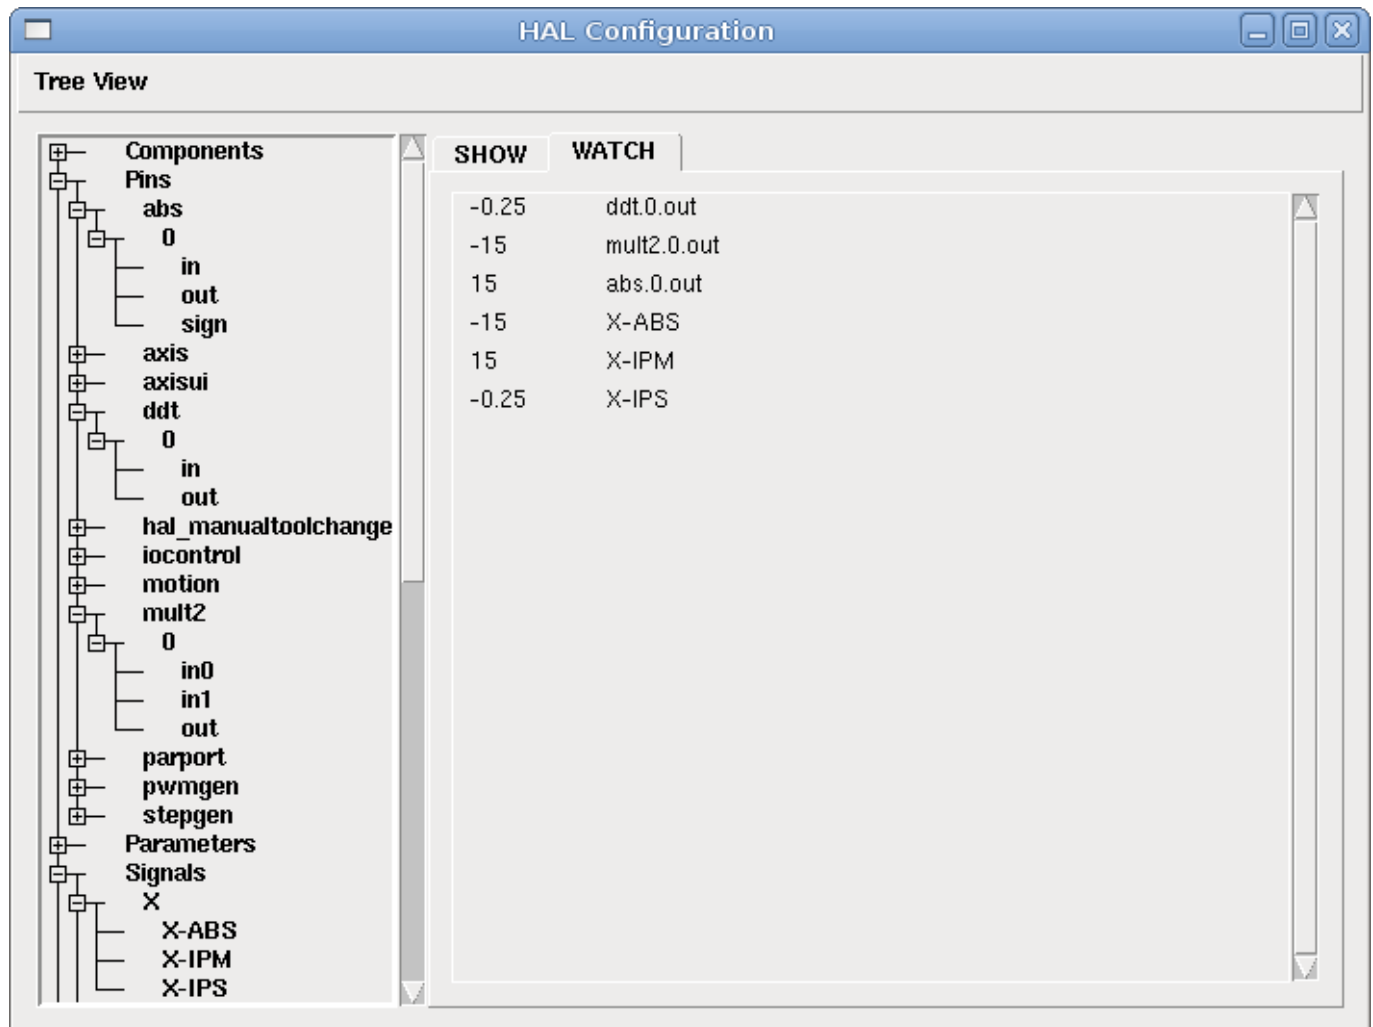 HAL Configuration
Tree View
Components
Pins
abs
0
in
out
sign
axis
axisui
ddt
0
in
out
hal_manualtoolchange
iocontrol
motion
mult2
0
in0
in1
out
parport
pwmgen
stepgen
Parameters
Signals
X
X-ABS
X-IPM
X-IPS
SHOW WATCH
-0.25 ddt.0.out
-15 mult2.0.out
15 abs.0.out
-15 X-ABS
15 X-IPM
-0.25 X-IPS